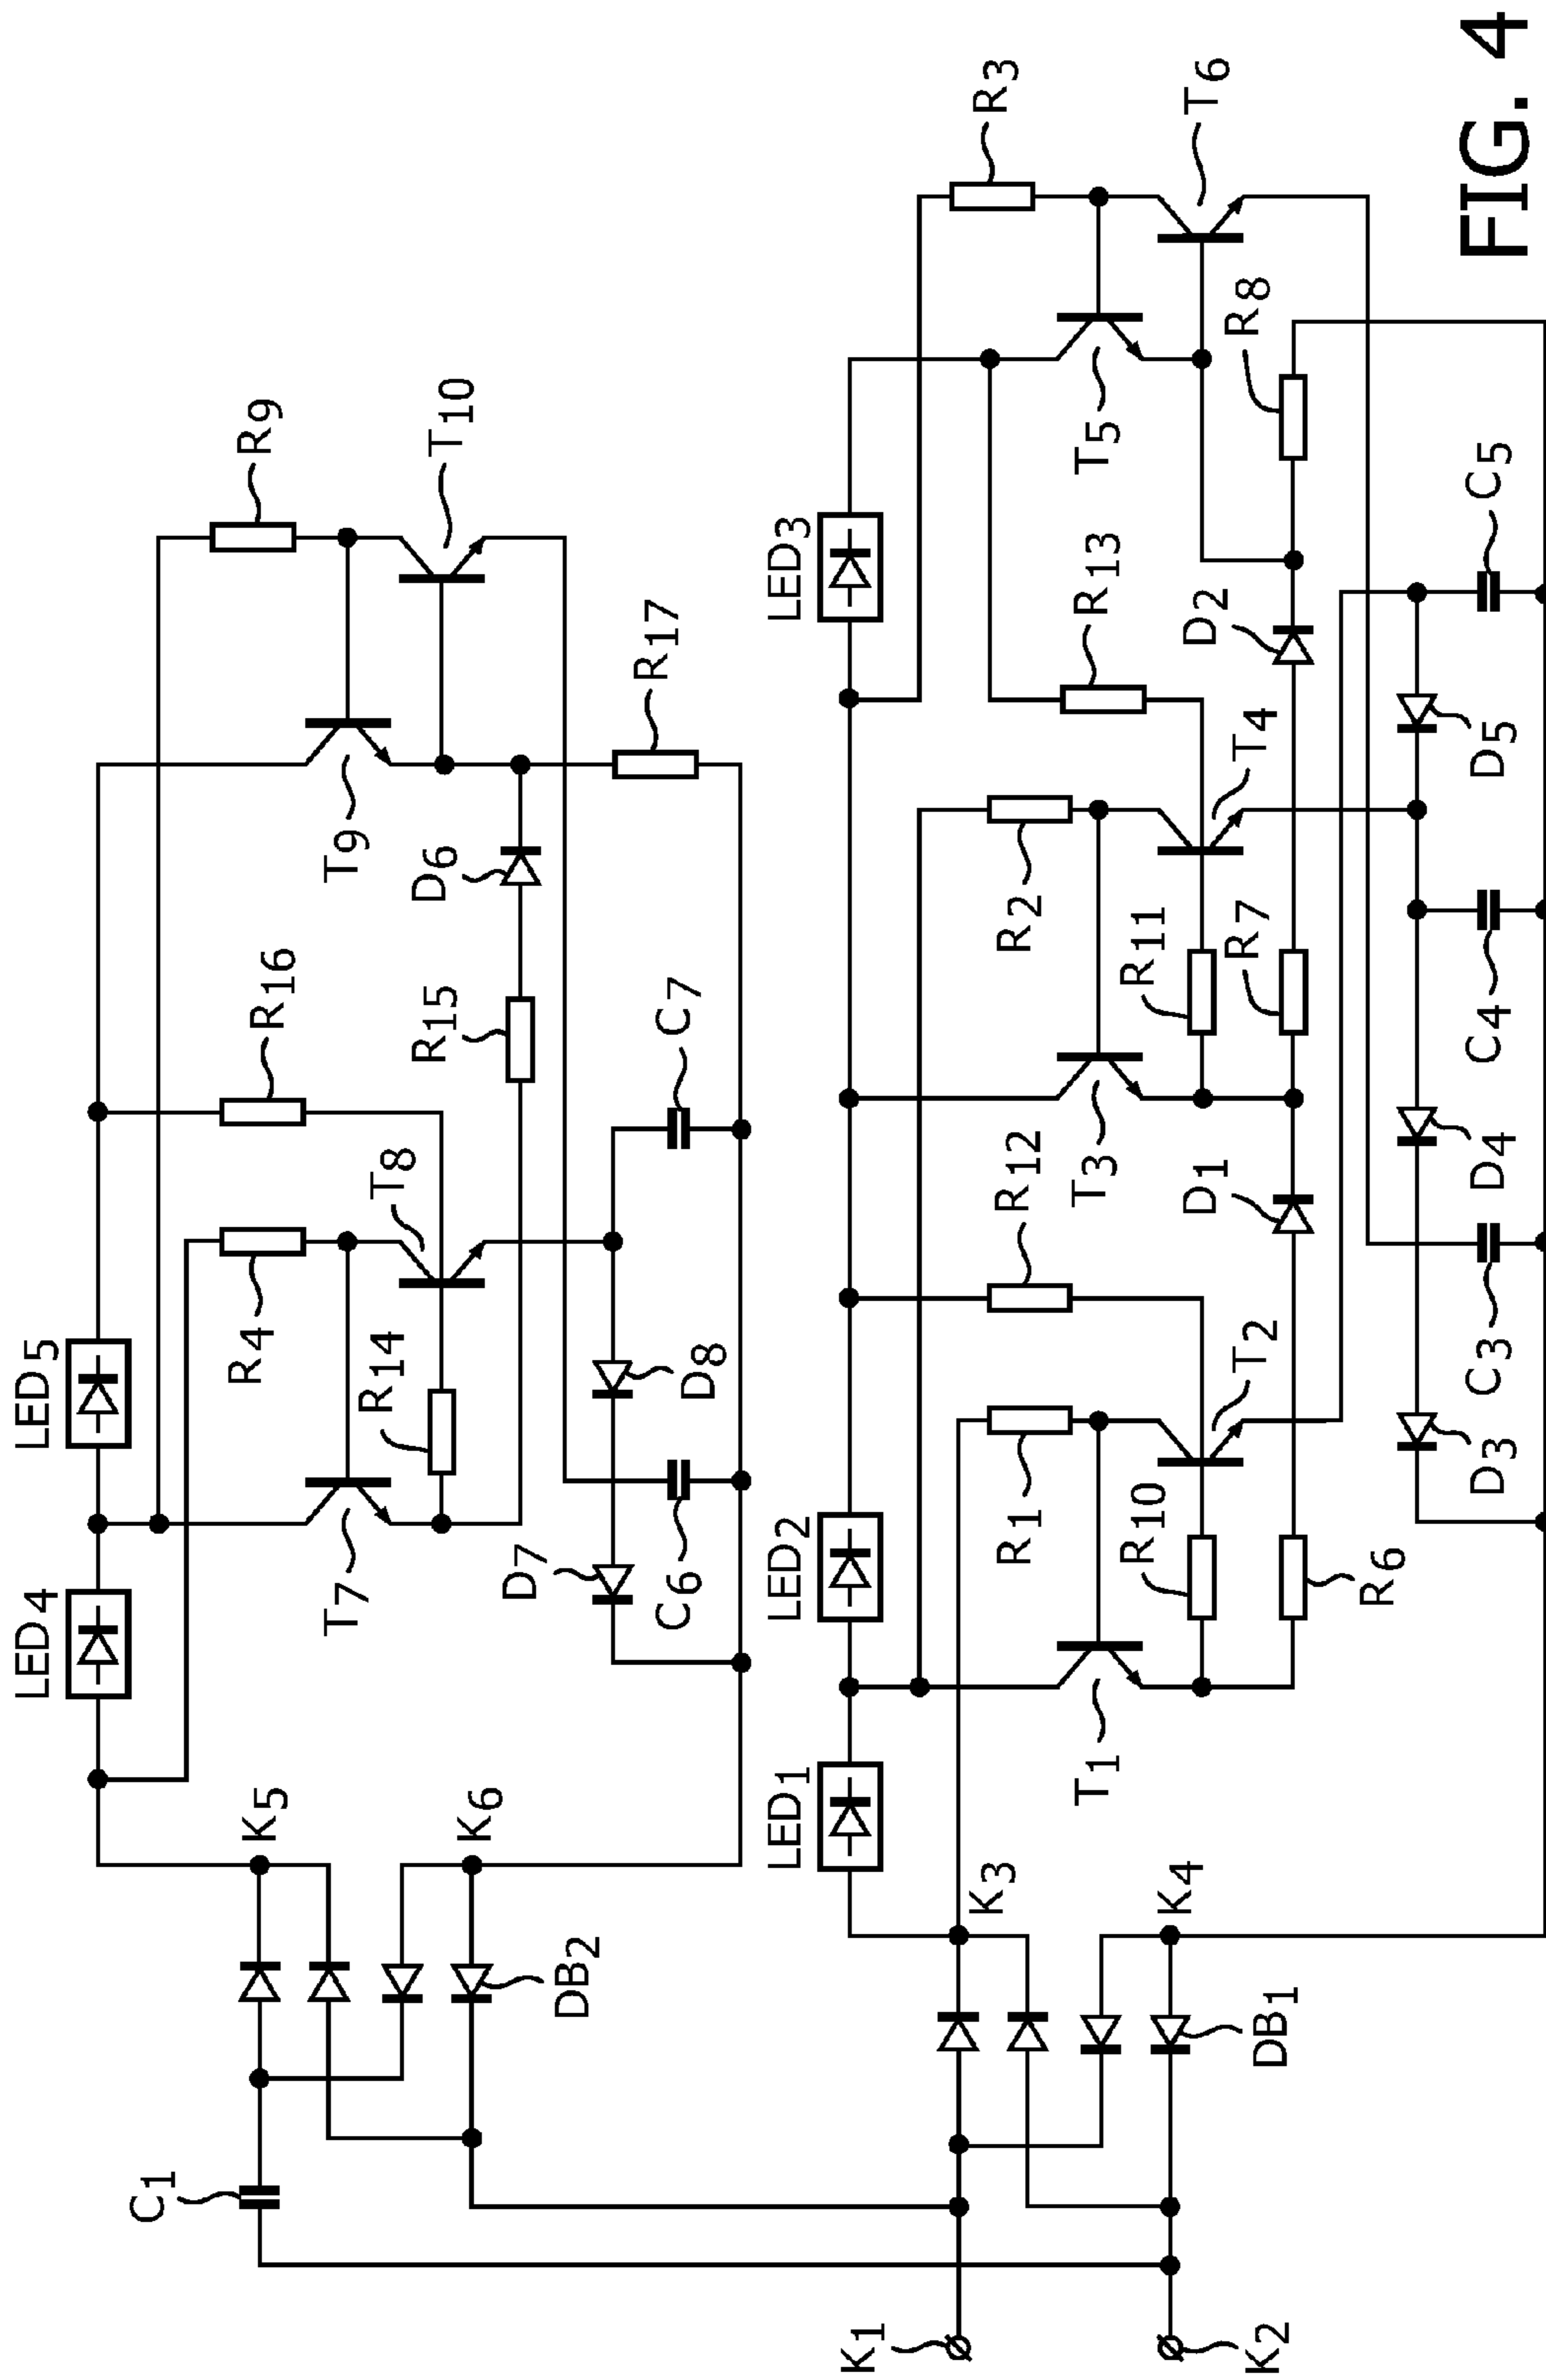 LED4
LED5
R4
R16
R9
T7
T8
R14
T9
T10
D6
R15
R17
D7
D8
C6
C7
K5
K6
DB2
C1
LED1
LED2
LED3
R1
R12
R2
R13
R3
T1
T2
R10
T3
T4
R11
T5
T6
R6
D1
R7
D2
R8
D3
D4
D5
C3
C4
C5
K3
K4
DB1
K1
K2
FIG. 4